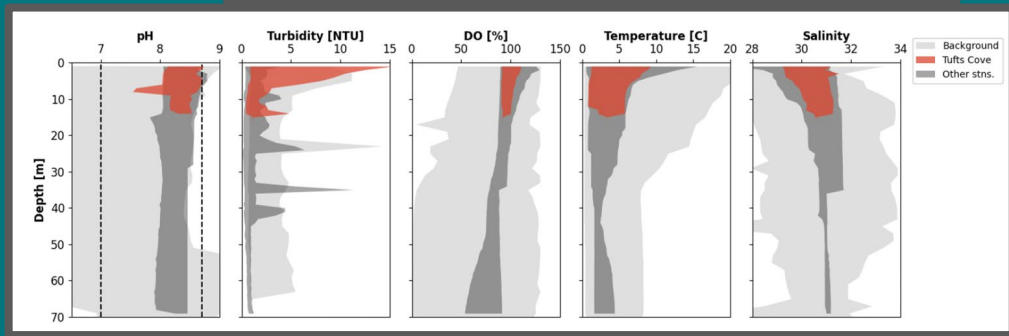 pH
Turbidity [NTU]
DO [%]
Temperature [C]
Salinity
7 8 9
0 5 10 15
50 100 150
0 5 10 15 20
28 30 32 34
Background
Tufts Cove
Other stns.
Depth [m]
0
10
20
30
40
50
60
70